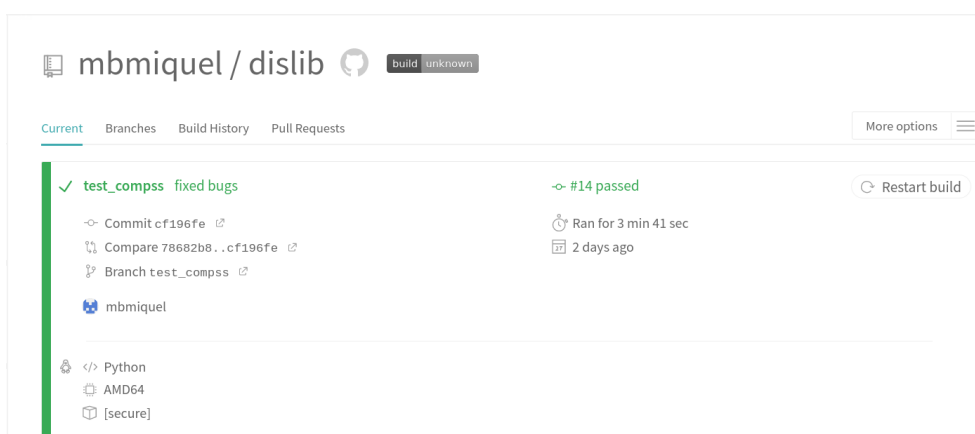 mbmiquel / dislib build unknown
Current Branches Build History Pull Requests More options
test_compss fixed bugs #14 passed Restart build
Commit cf196fe Ran for 3 min 41 sec
Compare 78682b8..cf196fe 2 days ago
Branch test_compss
mbmiquel
</> Python
AMD64
[secure]